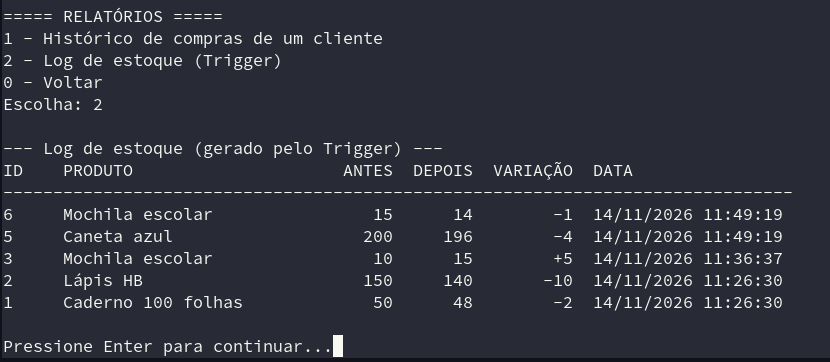 ===== RELATÓRIOS =====
1 - Histórico de compras de um cliente
2 - Log de estoque (Trigger)
0 - Voltar
Escolha: 2
--- Log de estoque (gerado pelo Trigger) ---
ID    PRODUTO                     ANTES  DEPOIS  VARIAÇÃO  DATA
-------------------------------------------------------------------------------
6     Mochila escolar                15      14        -1  14/11/2026 11:49:19
5     Caneta azul                   200     196        -4  14/11/2026 11:49:19
3     Mochila escolar                10      15        +5  14/11/2026 11:36:37
2     Lápis HB                      150     140       -10  14/11/2026 11:26:30
1     Caderno 100 folhas             50      48        -2  14/11/2026 11:26:30
Pressione Enter para continuar...